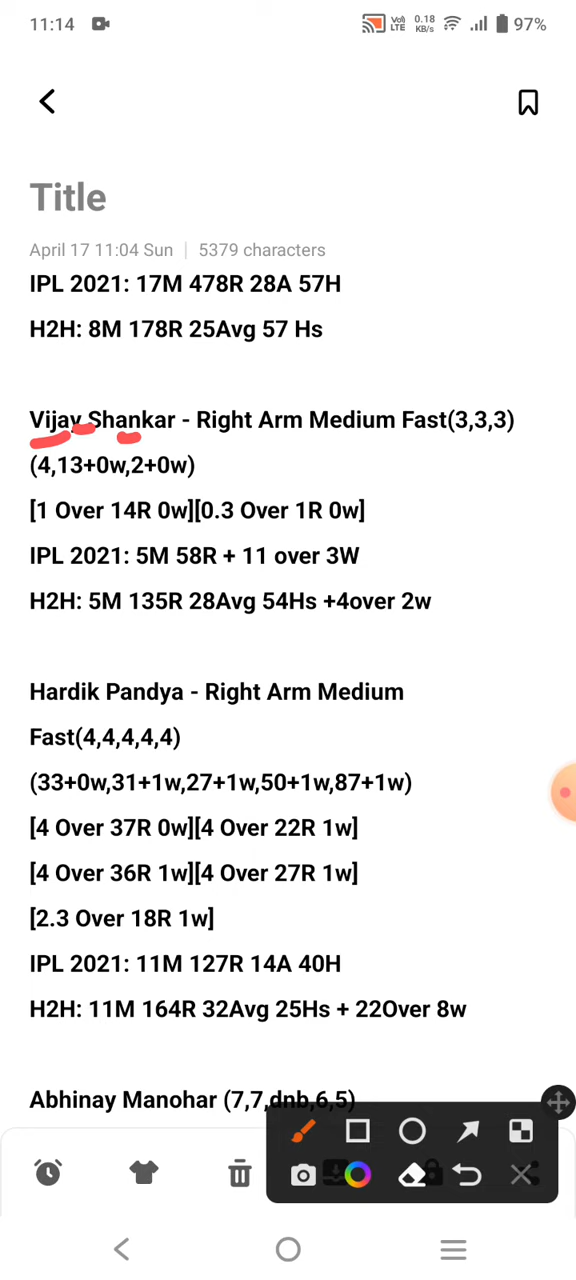 11:14 Vo) LTE 0.18 KB/s 97%
Title
April 17 11:04 Sun | 5379 characters
IPL 2021: 17M 478R 28A 57H
H2H: 8M 178R 25Avg 57 Hs
Vijay Shankar - Right Arm Medium Fast(3,3,3)
(4,13+0w,2+0w)
[1 Over 14R 0w][0.3 Over 1R 0w]
IPL 2021: 5M 58R + 11 over 3W
H2H: 5M 135R 28Avg 54Hs +4over 2w
Hardik Pandya - Right Arm Medium
Fast(4,4,4,4,4)
(33+0w,31+1w,27+1w,50+1w,87+1w)
[4 Over 37R 0w][4 Over 22R 1w]
[4 Over 36R 1w][4 Over 27R 1w]
[2.3 Over 18R 1w]
IPL 2021: 11M 127R 14A 40H
H2H: 11M 164R 32Avg 25Hs + 22Over 8w
Abhinay Manohar (7,7,dnb,6,5)